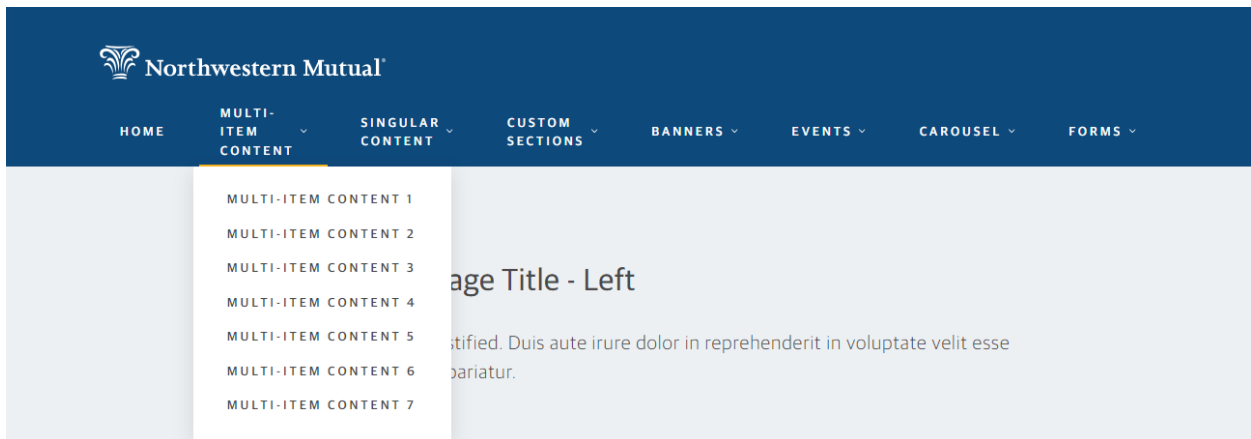 Northwestern Mutual®
HOME
MULTI-
ITEM
CONTENT
SINGULAR
CONTENT
CUSTOM
SECTIONS
BANNERS
EVENTS
CAROUSEL
FORMS
MULTI-ITEM CONTENT 1
MULTI-ITEM CONTENT 2
MULTI-ITEM CONTENT 3
MULTI-ITEM CONTENT 4
MULTI-ITEM CONTENT 5
MULTI-ITEM CONTENT 6
MULTI-ITEM CONTENT 7
age Title - Left
stified. Duis aute irure dolor in reprehenderit in voluptate velit esse
pariatur.